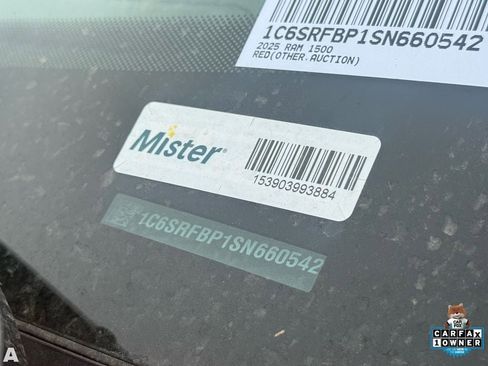 1C6SRFBP1SN660542
2025 RAM 1500
RED(OTHER.AUCTION)
Mister®
153903993884
1C6SRFBP1SN660542
CARFAX
1 OWNER
A